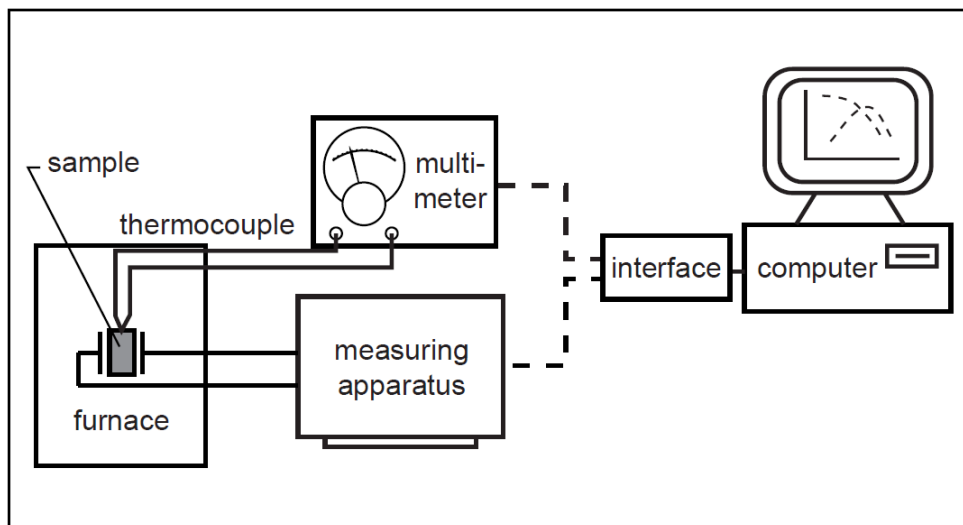 sample
thermocouple
multi-
meter
interface
computer
measuring
apparatus
furnace